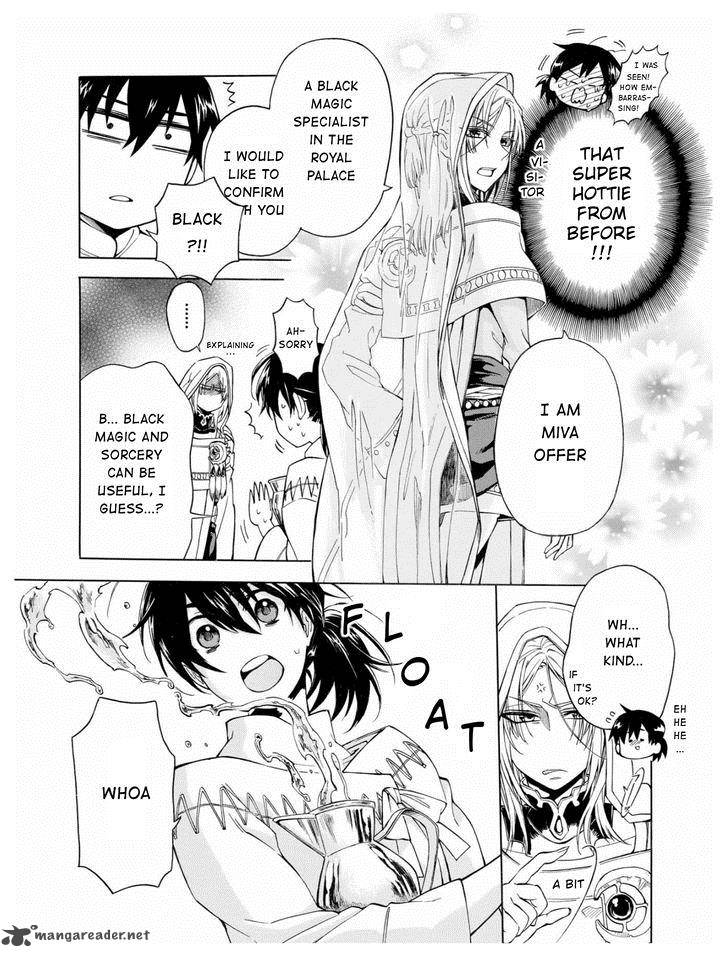 I WAS
SEEN!
HOW EM-
BARRAS-
SING!
A
VI-
SI-
TOR
THAT
SUPER
HOTTIE
FROM
BEFORE
!!!
A BLACK
MAGIC
SPECIALIST
IN THE
ROYAL
PALACE
I WOULD
LIKE TO
CONFIRM
YOU
BLACK
?!!
I AM
MIVA
OFFER
AH-
SORRY
EXPLAINING
...
......
B... BLACK
MAGIC AND
SORCERY
CAN BE
USEFUL, I
GUESS...?
WH...
WHAT
KIND...
IF
IT'S
OK?
EH
HE
HE
...
A BIT
FLOAT
WHOA
mangareader.net